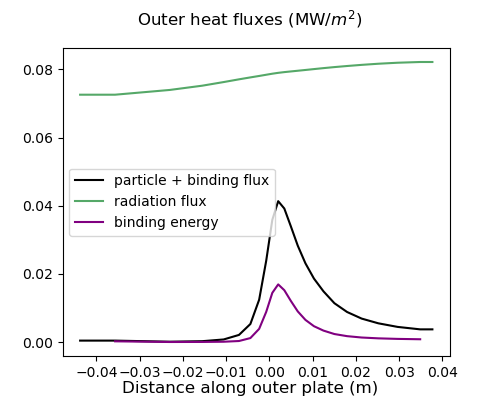 Outer heat fluxes (MW/m²)
0.08
0.06
0.04
0.02
0.00
particle + binding flux
radiation flux
binding energy
−0.04 −0.03 −0.02 −0.01 0.00 0.01 0.02 0.03 0.04
Distance along outer plate (m)